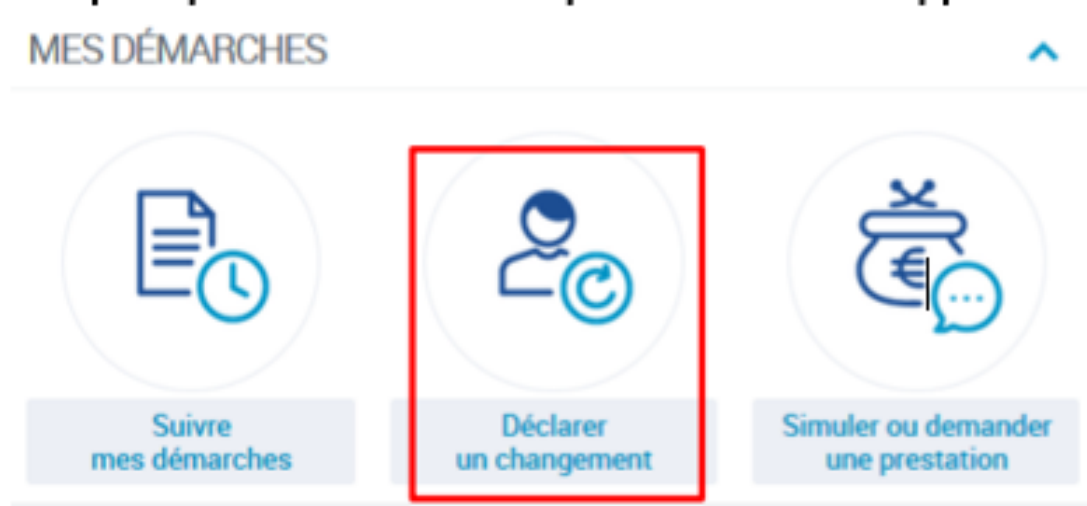 MES DÉMARCHES
Suivre
mes démarches
Déclarer
un changement
Simuler ou demander
une prestation